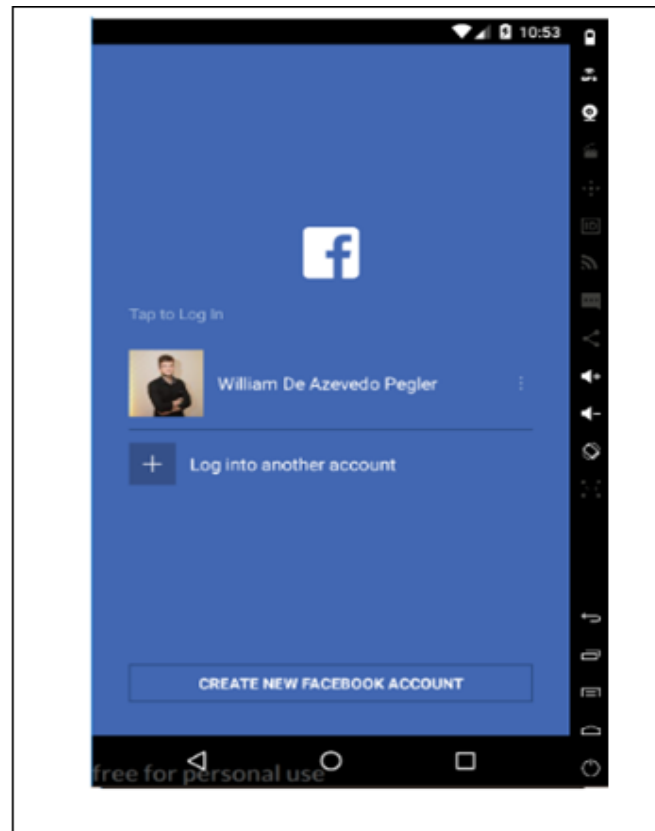 10:53
f
Tap to Log In
William De Azevedo Pegler
Log into another account
CREATE NEW FACEBOOK ACCOUNT
free for personal use